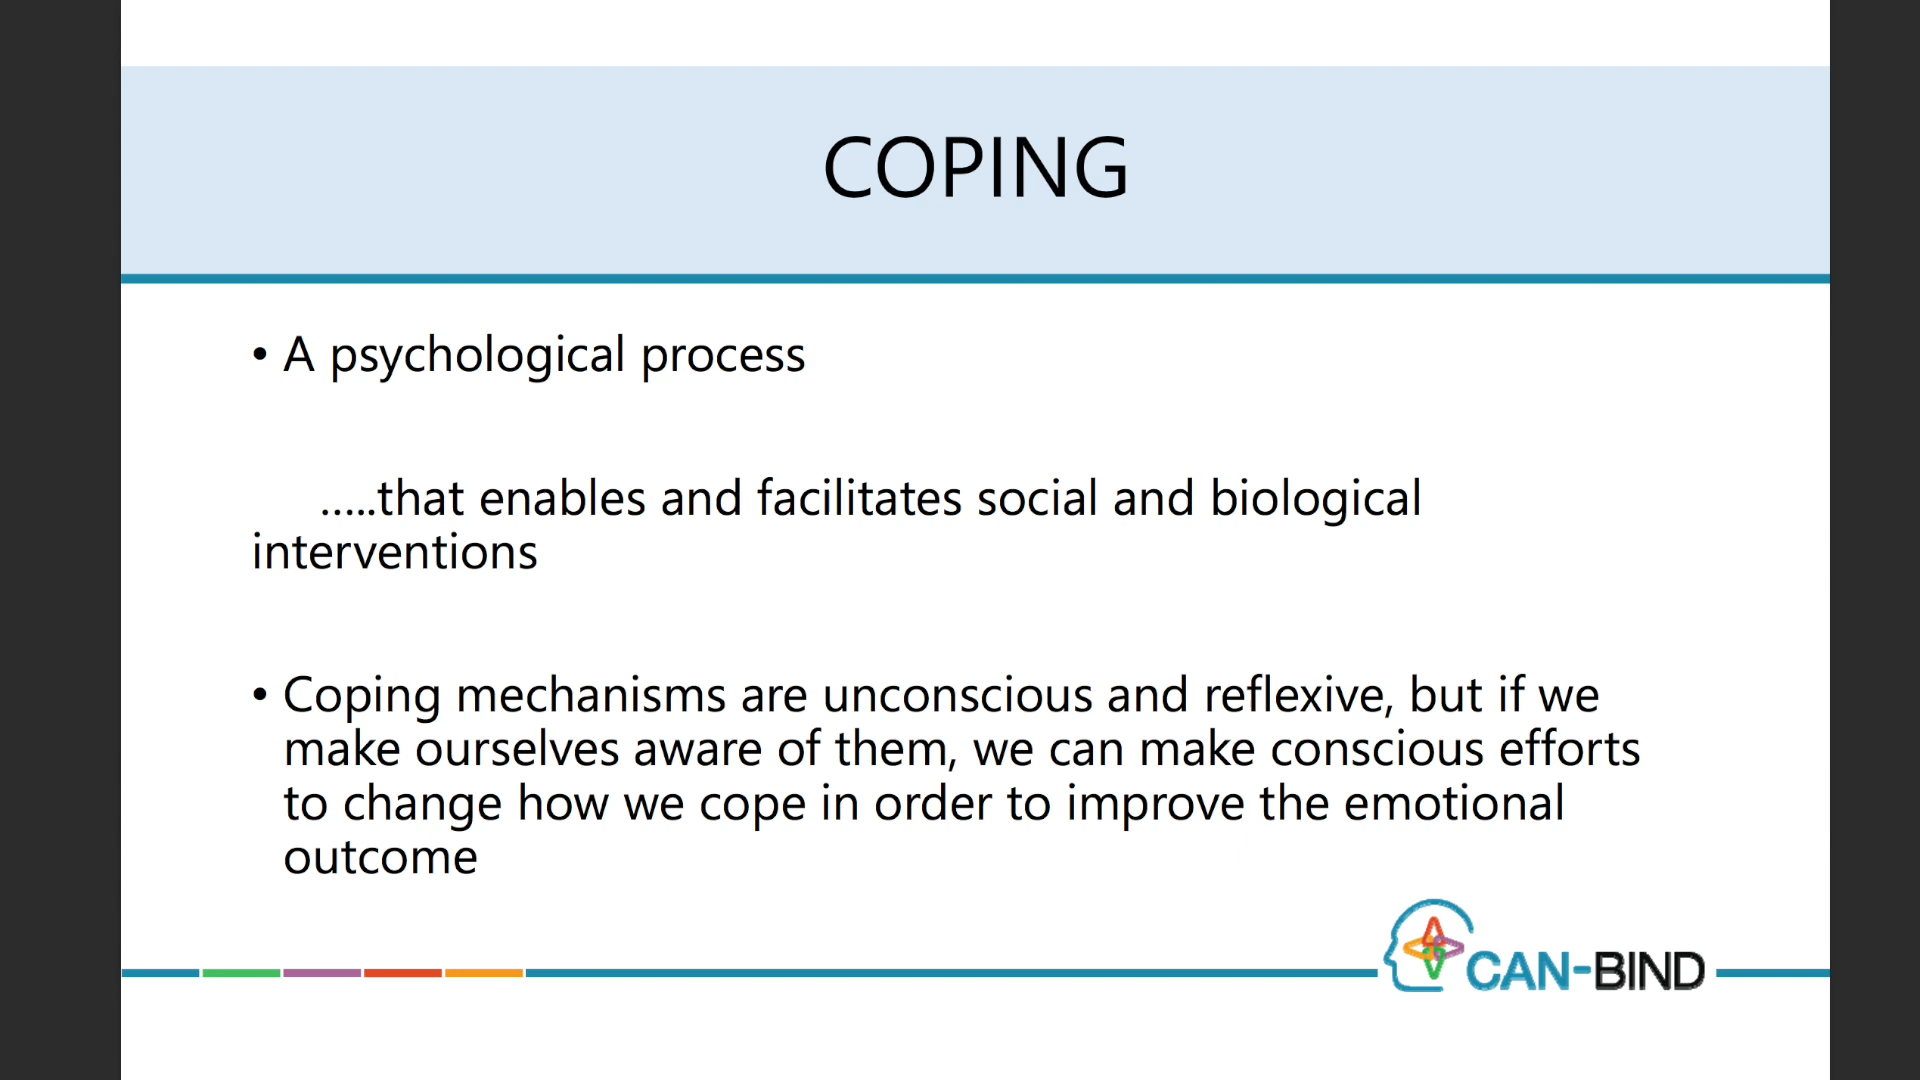 COPING
• A psychological process
.....that enables and facilitates social and biological
interventions
• Coping mechanisms are unconscious and reflexive, but if we
make ourselves aware of them, we can make conscious efforts
to change how we cope in order to improve the emotional
outcome
CAN-BIND